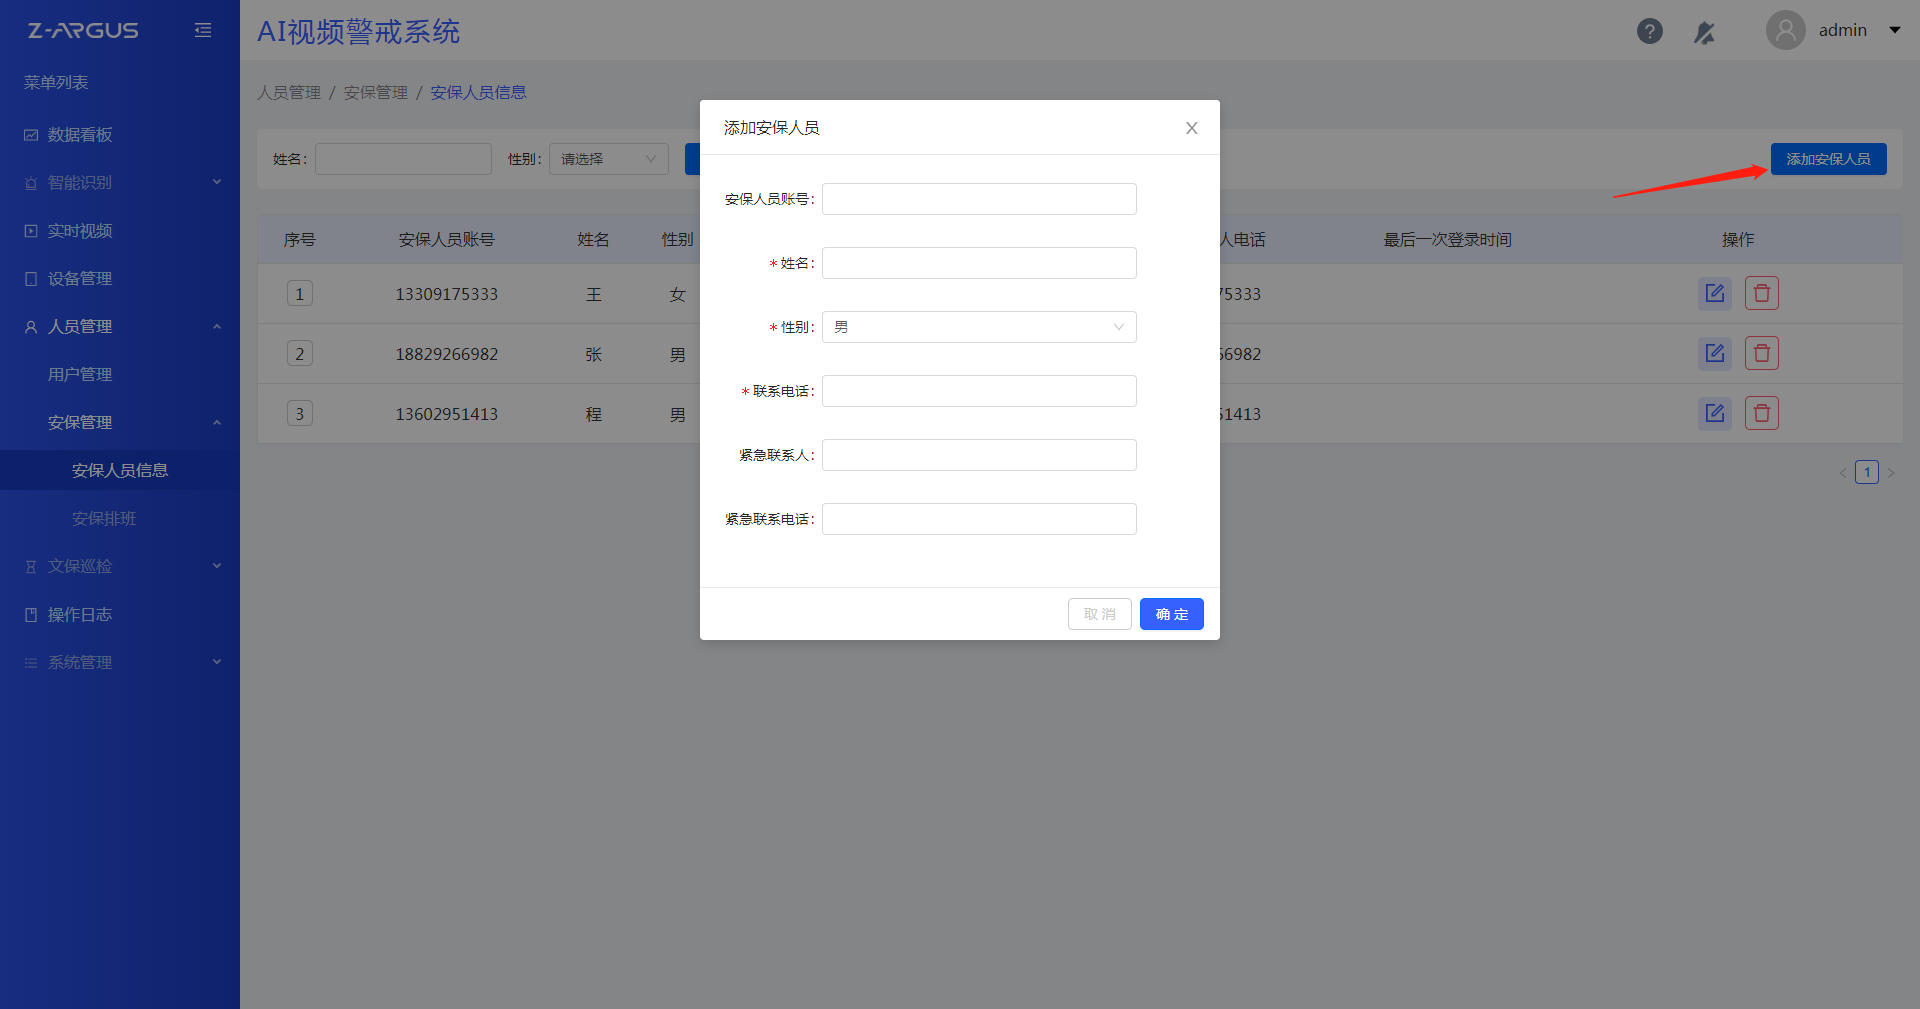 Z-ARGUS
AI视频警戒系统
?
admin
菜单列表
数据看板
智能识别
实时视频
设备管理
人员管理
用户管理
安保管理
安保人员信息
安保排班
文保巡检
操作日志
系统管理
人员管理 / 安保管理 / 安保人员信息
姓名: 性别: 请选择
添加安保人员
序号 安保人员账号 姓名 性别 人电话 最后一次登录时间 操作
1 13309175333 王 女 75333
2 18829266982 张 男 56982
3 13602951413 程 男 51413
< 1 >
添加安保人员 X
安保人员账号:
* 姓名:
* 性别: 男
* 联系电话:
紧急联系人:
紧急联系电话:
取 消 确 定